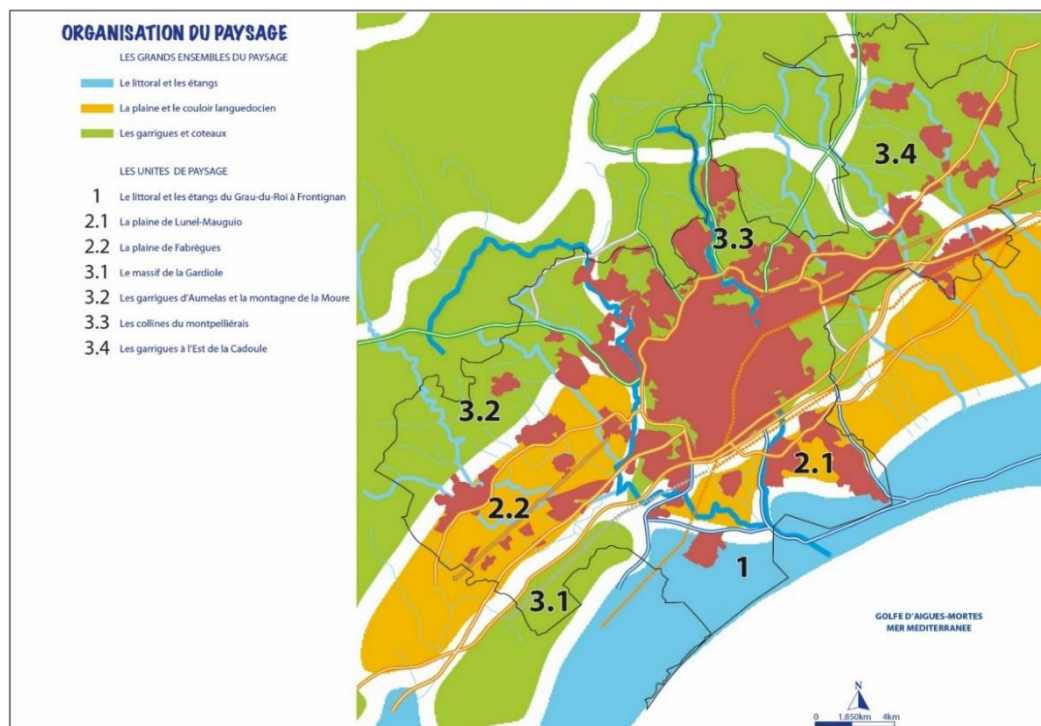 ORGANISATION DU PAYSAGE
LES GRANDS ENSEMBLES DU PAYSAGE
Le littoral et les étangs
La plaine et le couloir languedocien
Les garrigues et coteaux
LES UNITES DE PAYSAGE
1 Le littoral et les étangs du Grau-du-Roi à Frontignan
2.1 La plaine de Lunel-Mauguio
2.2 La plaine de Fabrègues
3.1 Le massif de la Gardiole
3.2 Les garrigues d'Aumelas et la montagne de la Moure
3.3 Les collines du montpelliérais
3.4 Les garrigues à l'Est de la Cadoule
3.4
3.3
3.2
2.1
2.2
1
3.1
GOLFE D'AIGUES-MORTES
MER MEDITERRANEE
N
0 1,850km 4km